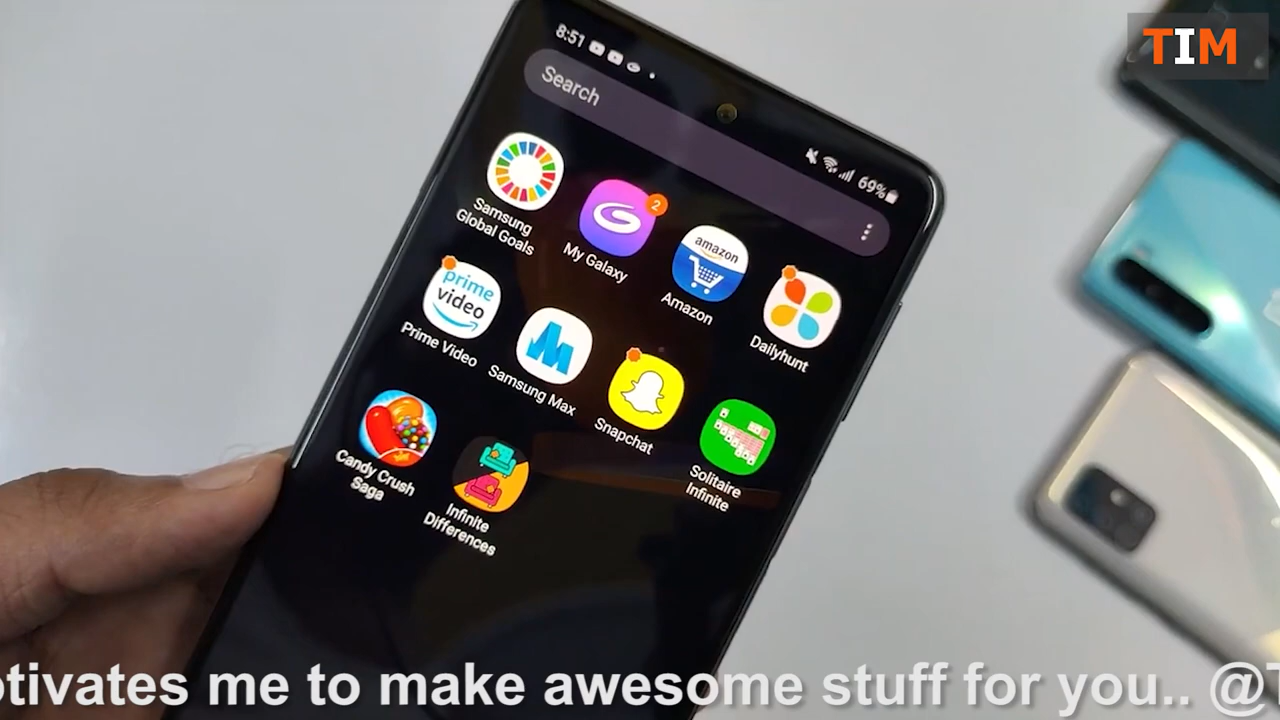 TIM
8:51
69%
Search
Samsung
Global Goals
My Galaxy
2
amazon
Amazon
Dailyhunt
prime
video
Prime Video
Samsung Max
Snapchat
Solitaire
Infinite
Candy Crush
Saga
Infinite
Differences
otivates me to make awesome stuff for you.. @T